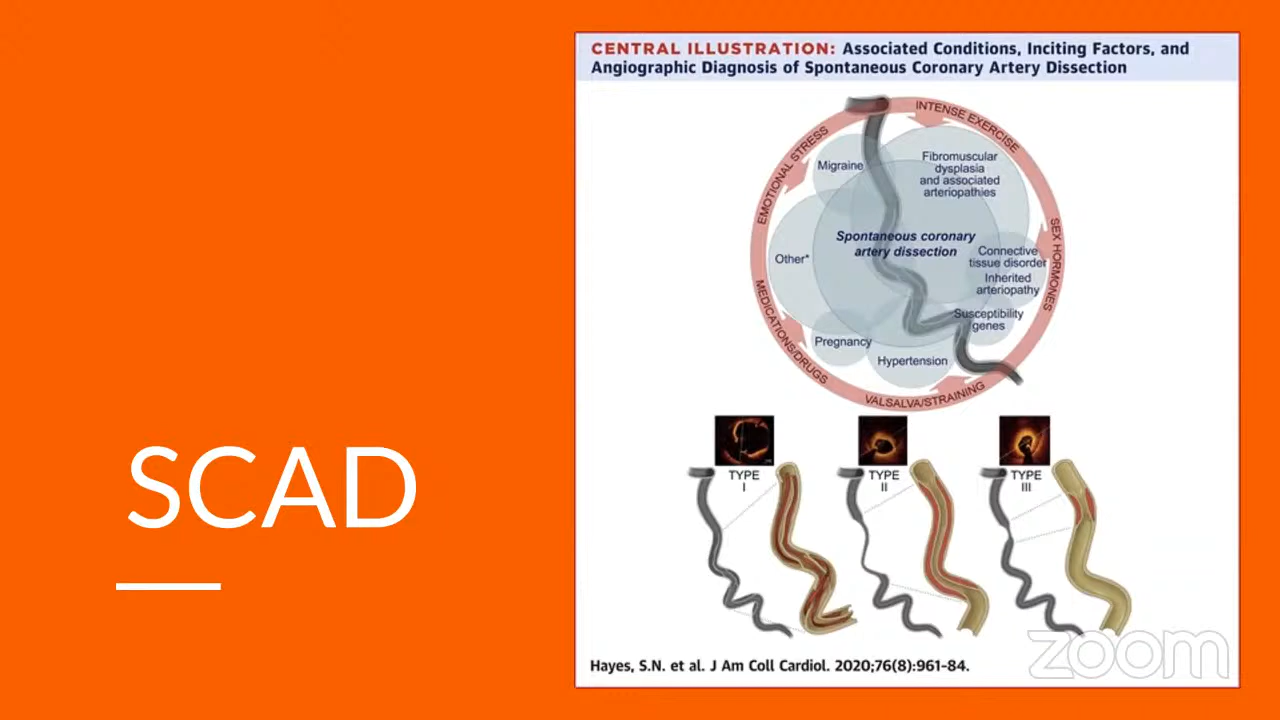 SCAD
CENTRAL ILLUSTRATION: Associated Conditions, Inciting Factors, and
Angiographic Diagnosis of Spontaneous Coronary Artery Dissection
INTENSE EXERCISE
EMOTIONAL STRESS
Migraine
Fibromuscular
dysplasia
and associated
arteriopathies
SEX HORMONES
Spontaneous coronary
artery dissection
Other*
Connective
tissue disorder
Inherited
arteriopathy
Susceptibility
genes
MEDICATIONS/DRUGS
Pregnancy
Hypertension
VALSALVA/STRAINING
TYPE
I
TYPE
II
TYPE
III
Hayes, S.N. et al. J Am Coll Cardiol. 2020;76(8):961-84.
zoom